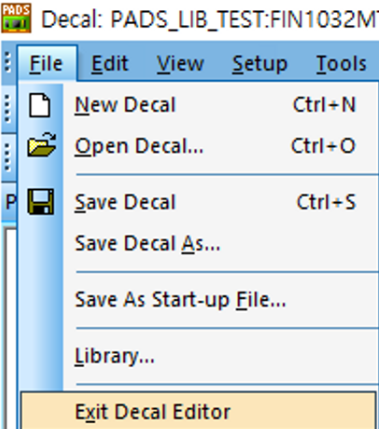 PADS
Decal: PADS_LIB_TEST:FIN1032M
File Edit View Setup Tools
New Decal Ctrl+N
Open Decal... Ctrl+O
P
Save Decal Ctrl+S
Save Decal As...
Save As Start-up File...
Library...
Exit Decal Editor